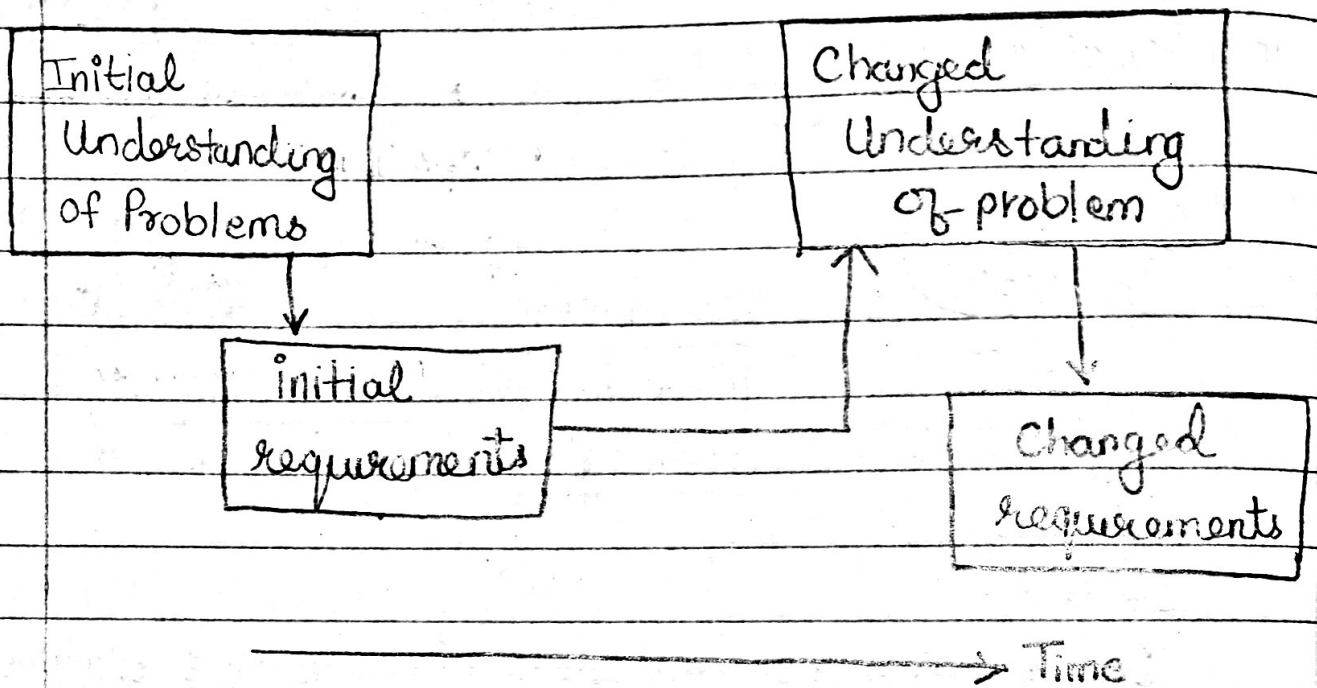 Initial
Understanding
of Problems
Changed
Understanding
of problem
initial
requirements
Changed
requirements
Time